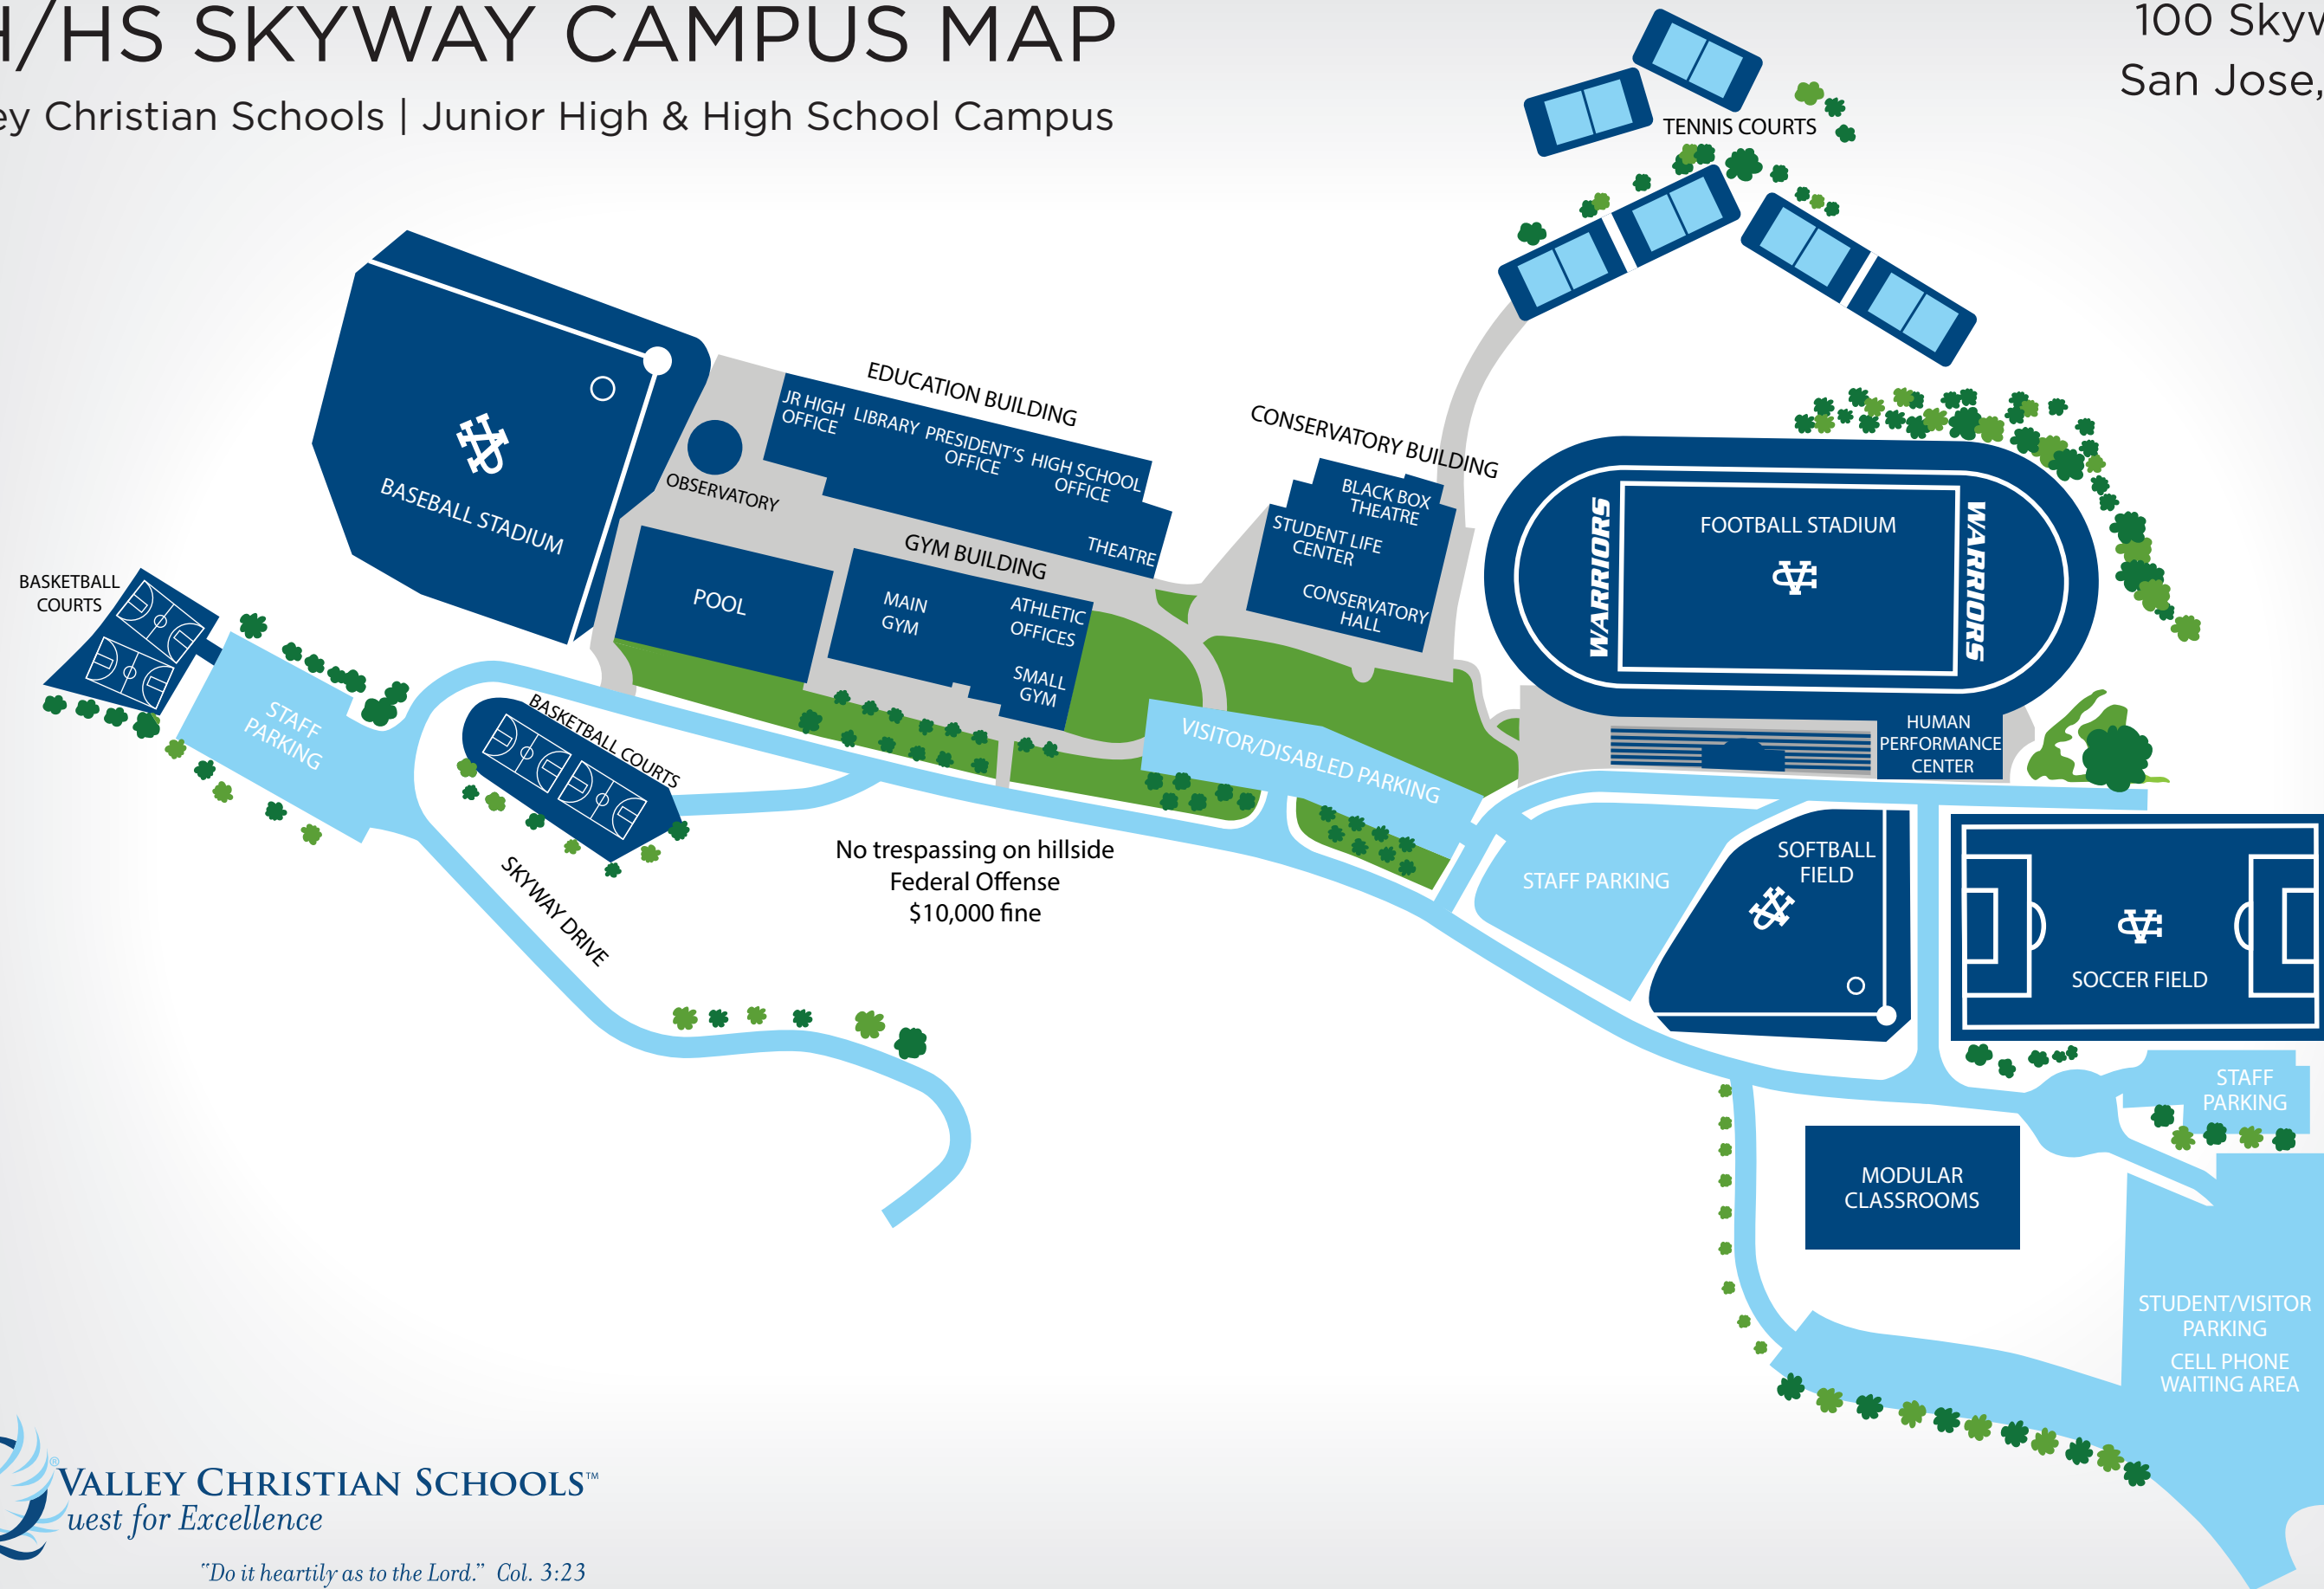 H/HS SKYWAY CAMPUS MAP
ey Christian Schools | Junior High & High School Campus
100 Skyw
San Jose,
TENNIS COURTS
EDUCATION BUILDING
JR HIGH
OFFICE
LIBRARY
PRESIDENT'S
OFFICE
HIGH SCHOOL
OFFICE
THEATRE
CONSERVATORY BUILDING
BLACK BOX
THEATRE
STUDENT LIFE
CENTER
CONSERVATORY
HALL
OBSERVATORY
BASEBALL STADIUM
GYM BUILDING
POOL
MAIN
GYM
ATHLETIC
OFFICES
SMALL
GYM
WARRIORS
FOOTBALL STADIUM
WARRIORS
HUMAN
PERFORMANCE
CENTER
BASKETBALL
COURTS
STAFF
PARKING
BASKETBALL COURTS
VISITOR/DISABLED PARKING
SKYWAY DRIVE
No trespassing on hillside
Federal Offense
$10,000 fine
STAFF PARKING
SOFTBALL
FIELD
SOCCER FIELD
STAFF
PARKING
MODULAR
CLASSROOMS
STUDENT/VISITOR
PARKING
CELL PHONE
WAITING AREA
VALLEY CHRISTIAN SCHOOLS™
®
uest for Excellence
"Do it heartily as to the Lord." Col. 3:23